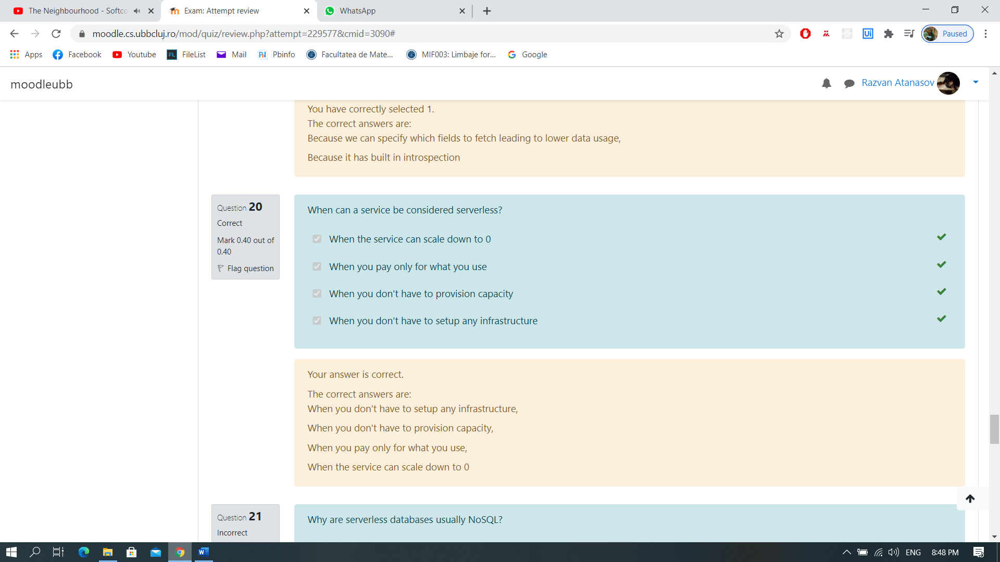 The Neighbourhood - Softco
Exam: Attempt review
WhatsApp
moodle.cs.ubbcluj.ro/mod/quiz/review.php?attempt=229577&cmid=3090#
Paused
Apps
Facebook
Youtube
FL
FileList
Mail
Pbinfo
Facultatea de Mate...
MIF003: Limbaje for...
Google
moodleubb
Razvan Atanasov
You have correctly selected 1.
The correct answers are:
Because we can specify which fields to fetch leading to lower data usage,
Because it has built in introspection
Question 20
Correct
Mark 0.40 out of
0.40
Flag question
When can a service be considered serverless?
When the service can scale down to 0
When you pay only for what you use
When you don't have to provision capacity
When you don't have to setup any infrastructure
Your answer is correct.
The correct answers are:
When you don't have to setup any infrastructure,
When you don't have to provision capacity,
When you pay only for what you use,
When the service can scale down to 0
Question 21
Incorrect
Why are serverless databases usually NoSQL?
ENG
8:48 PM